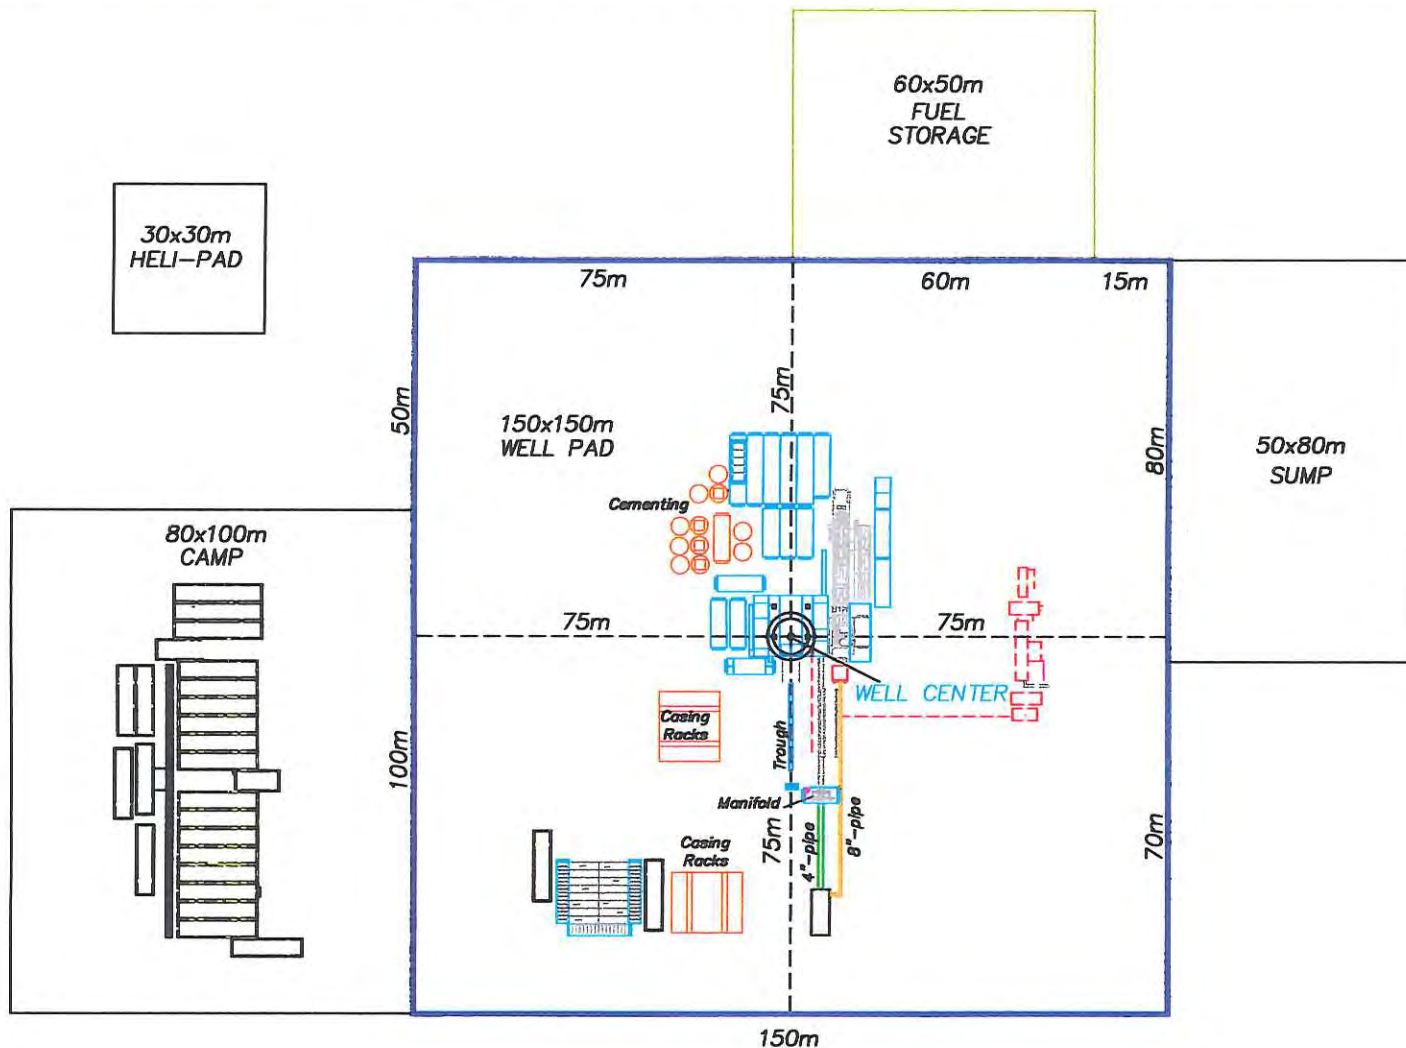 60x50m
FUEL
STORAGE
30x30m
HELI-PAD
75m
60m
15m
50m
75m
150x150m
WELL PAD
80m
50x80m
SUMP
Cementing
80x100m
CAMP
75m
75m
WELL CENTER
Casing
Racks
Trough
100m
Manifold
75m
4"-pipe
8"-pipe
70m
Casing
Racks
150m